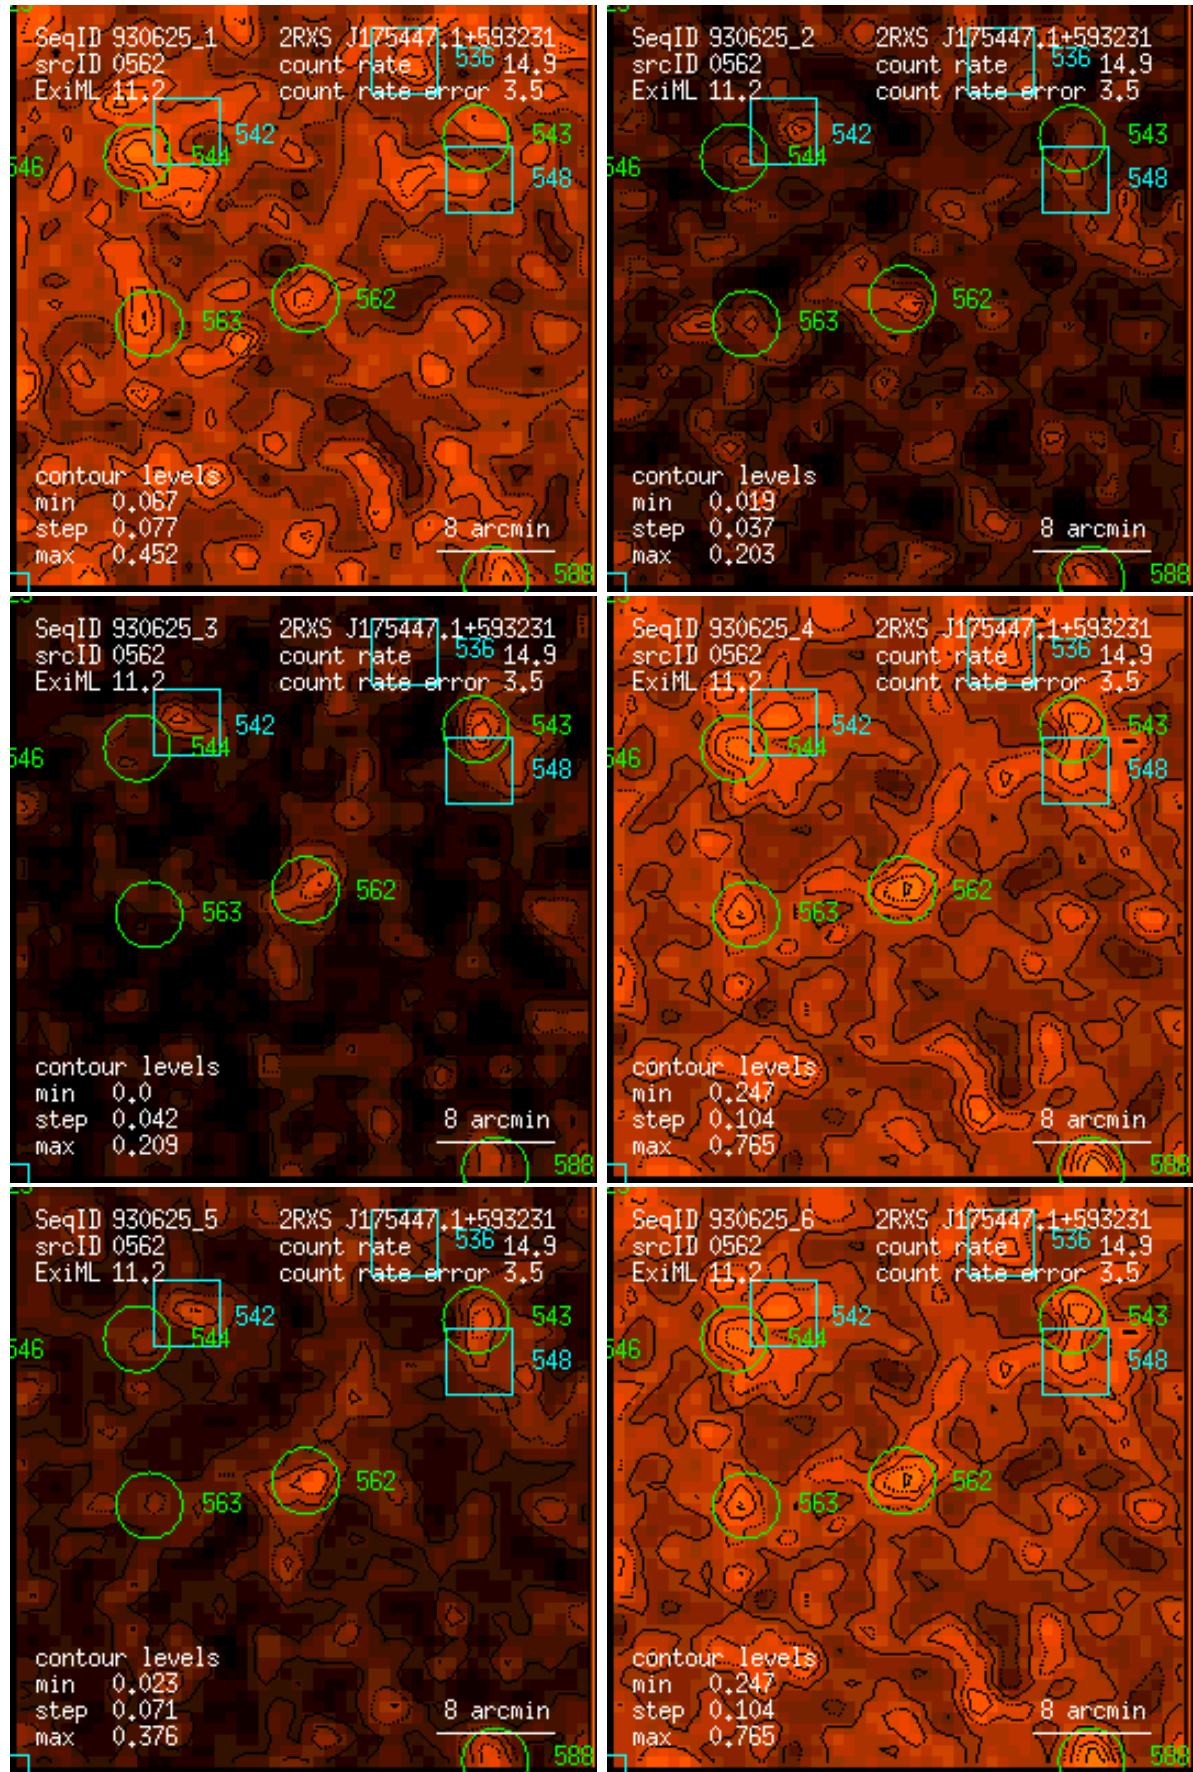 SeqID 930625_1 2RXS J175447.1+593231
srcID 0562 count rate 536 14.9
ExiML 11.2 count rate error 3.5
542 543
546 544 548
562
563
contour levels
min 0.067
step 0.077 8 arcmin
max 0.452
588
SeqID 930625_2 2RXS J175447.1+593231
srcID 0562 count rate 536 14.9
ExiML 11.2 count rate error 3.5
542 543
546 544 548
562
563
contour levels
min 0.019
step 0.037 8 arcmin
max 0.203
588
SeqID 930625_3 2RXS J175447.1+593231
srcID 0562 count rate 536 14.9
ExiML 11.2 count rate error 3.5
542 543
546 544 548
562
563
contour levels
min 0.0
step 0.042 8 arcmin
max 0.209
588
SeqID 930625_4 2RXS J175447.1+593231
srcID 0562 count rate 536 14.9
ExiML 11.2 count rate error 3.5
542 543
546 544 548
562
563
contour levels
min 0.247
step 0.104 8 arcmin
max 0.765
588
SeqID 930625_5 2RXS J175447.1+593231
srcID 0562 count rate 536 14.9
ExiML 11.2 count rate error 3.5
542 543
546 544 548
562
563
contour levels
min 0.023
step 0.071 8 arcmin
max 0.376
588
SeqID 930625_6 2RXS J175447.1+593231
srcID 0562 count rate 536 14.9
ExiML 11.2 count rate error 3.5
542 543
546 544 548
562
563
contour levels
min 0.247
step 0.104 8 arcmin
max 0.765
588